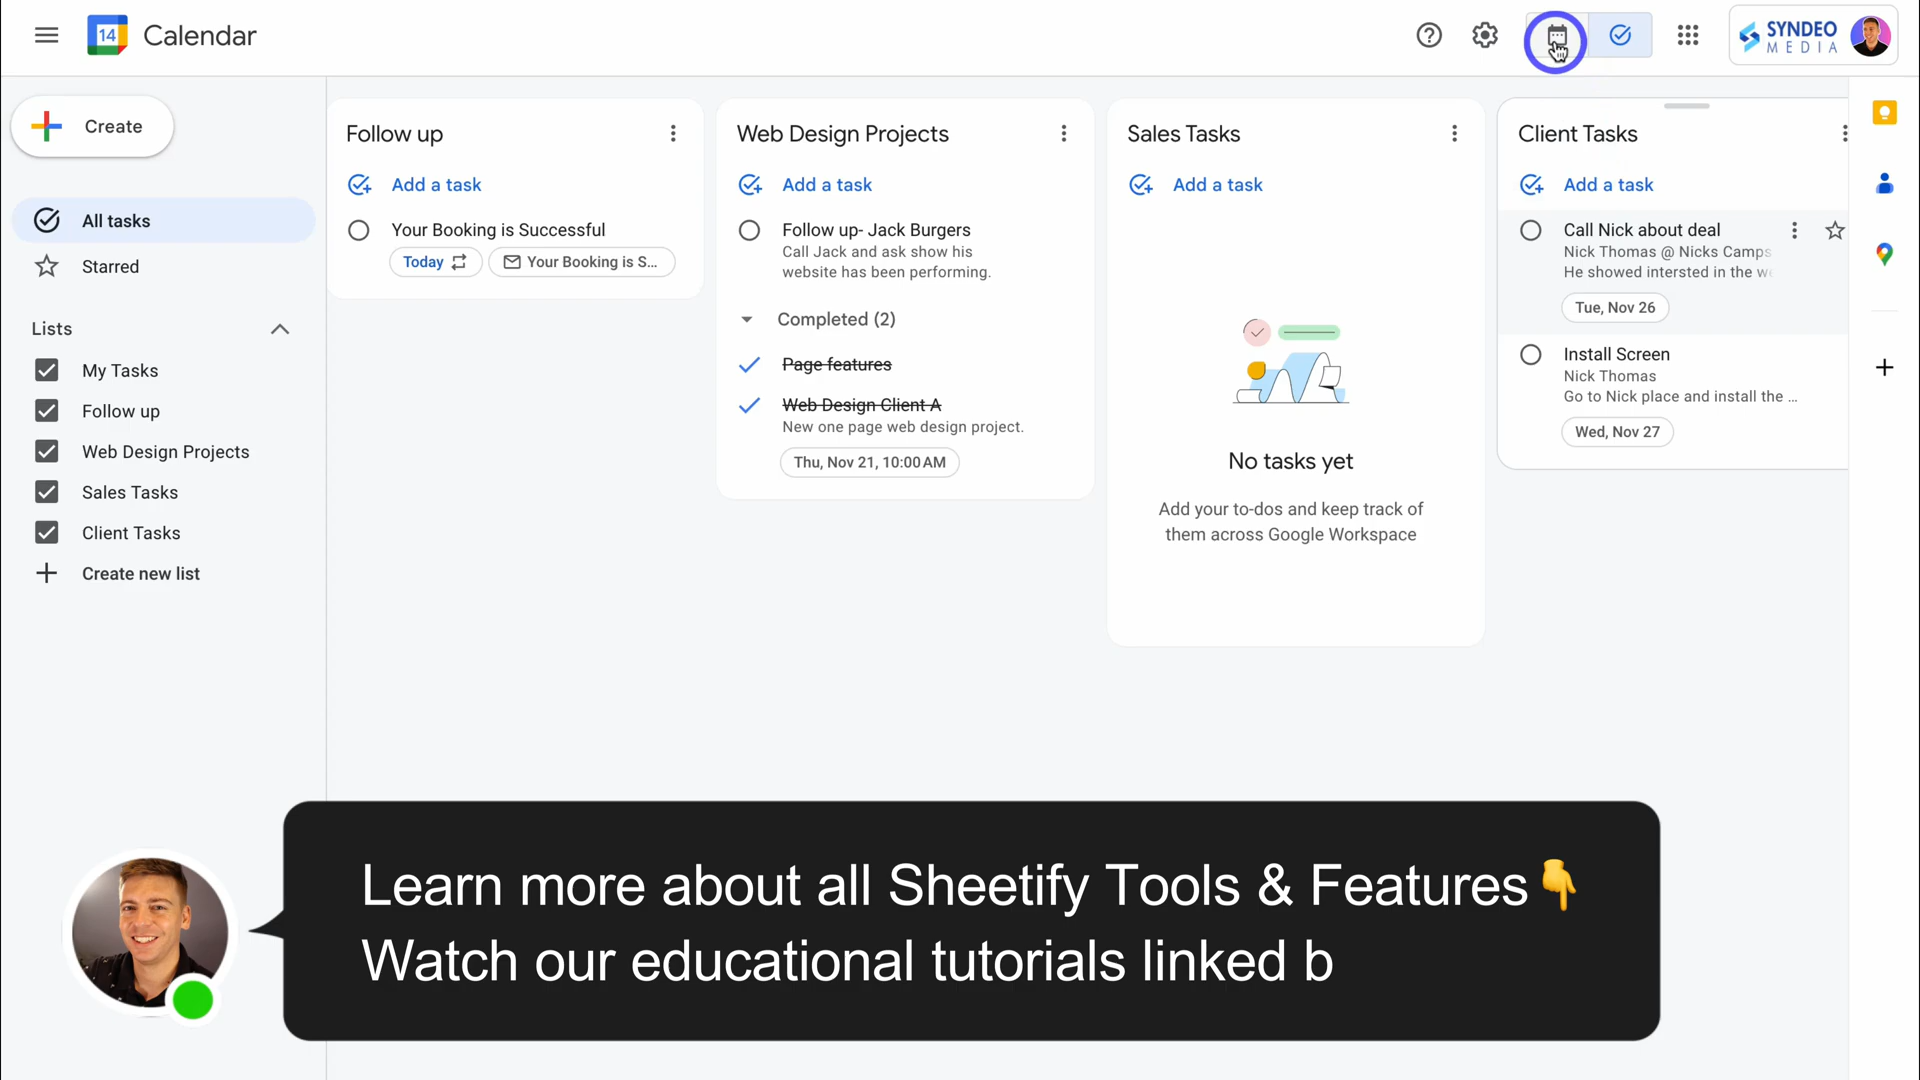 14
Calendar
SYNDEO
MEDIA
Create
All tasks
Starred
Lists
My Tasks
Follow up
Web Design Projects
Sales Tasks
Client Tasks
Create new list
Follow up
Add a task
Your Booking is Successful
Today
Your Booking is S...
Web Design Projects
Add a task
Follow up- Jack Burgers
Call Jack and ask show his
website has been performing.
Completed (2)
Page features
Web Design Client A
New one page web design project.
Thu, Nov 21, 10:00 AM
Sales Tasks
Add a task
No tasks yet
Add your to-dos and keep track of
them across Google Workspace
Client Tasks
Add a task
Call Nick about deal
Nick Thomas @ Nicks Camps
He showed intersted in the we
Tue, Nov 26
Install Screen
Nick Thomas
Go to Nick place and install the ...
Wed, Nov 27
Learn more about all Sheetify Tools & Features👇
Watch our educational tutorials linked b